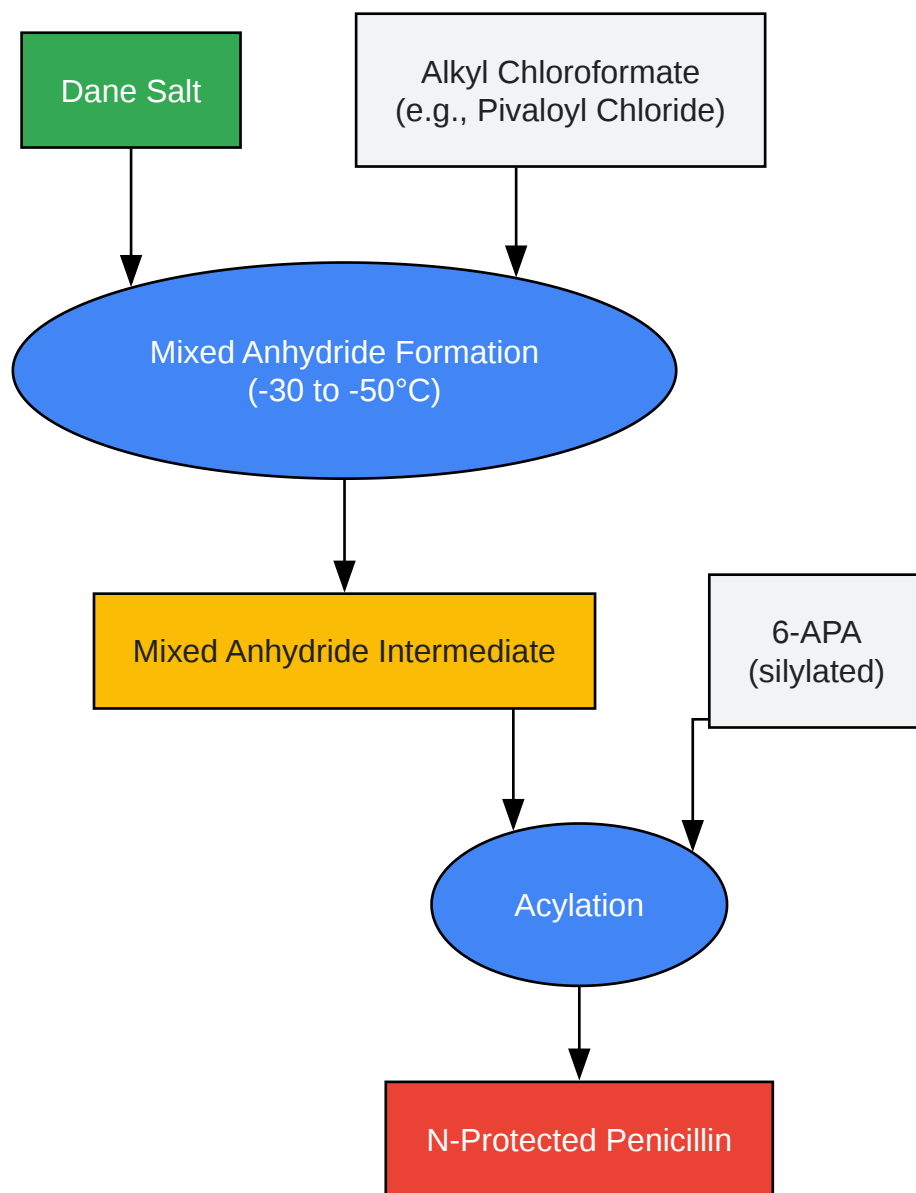 Dane Salt
Alkyl Chloroformate
(e.g., Pivaloyl Chloride)
Mixed Anhydride Formation
(-30 to -50°C)
Mixed Anhydride Intermediate
6-APA
(silylated)
Acylation
N-Protected Penicillin